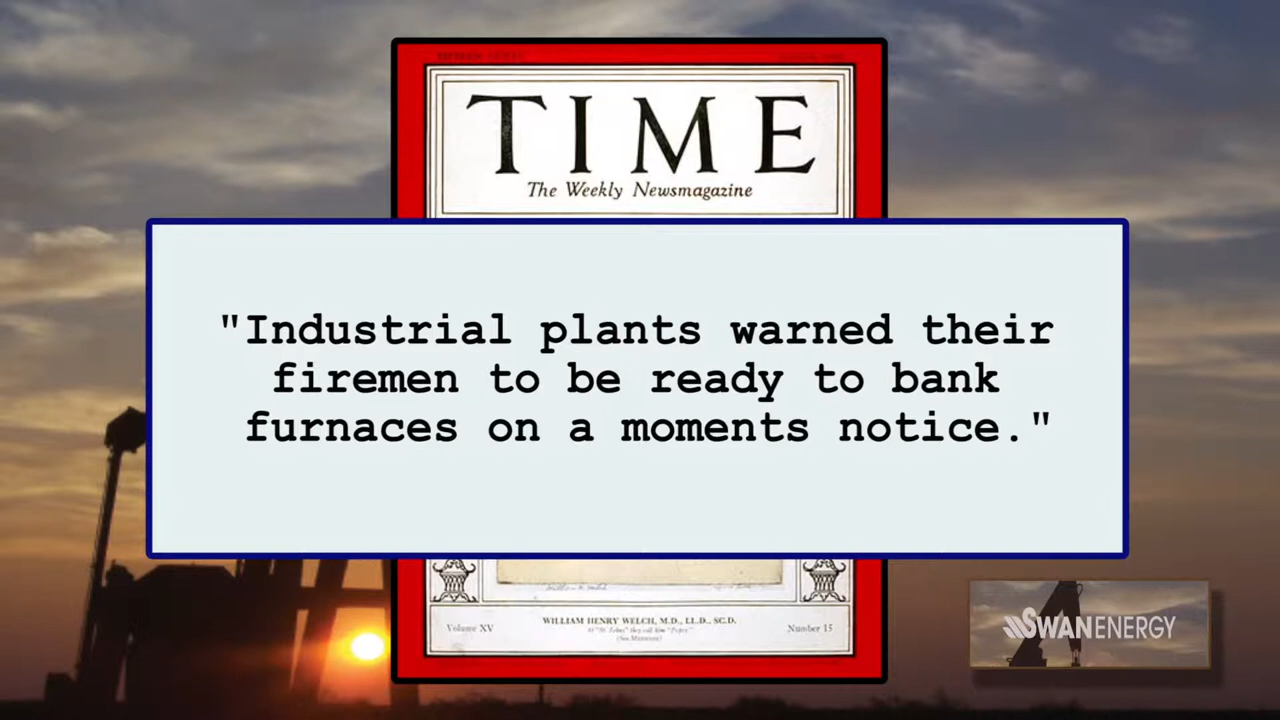 TIME
The Weekly Newsmagazine
"Industrial plants warned their
firemen to be ready to bank
furnaces on a moments notice."
Volume XV
WILLIAM HENRY WELCH, M.D., LL.D., SC.D.
Number 15
SWANENERGY